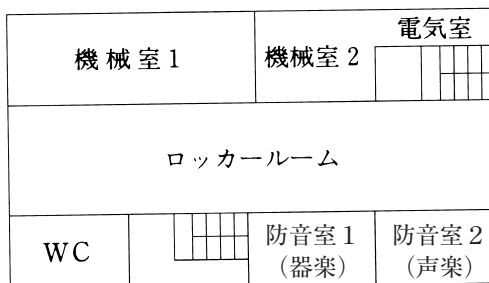 電気室
機械室1
機械室2
ロッカールーム
WC
防音室1
(器楽)
防音室2
(声楽)